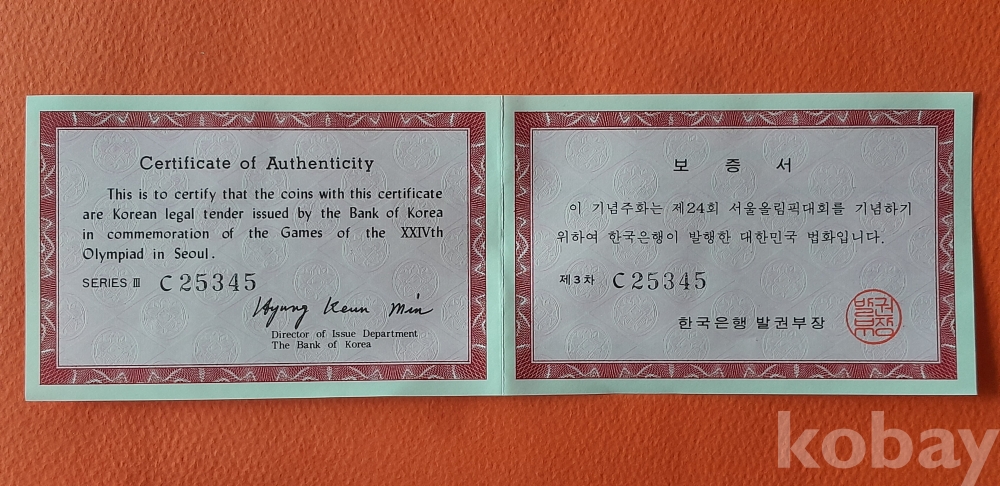 Certificate of Authenticity
This is to certify that the coins with this certificate
are Korean legal tender issued by the Bank of Korea
in commemoration of the Games of the XXIVth
Olympiad in Seoul.
SERIES Ⅲ C 25345
Hyung Keun Min
Director of Issue Department
The Bank of Korea
보 증 서
이 기념주화는 제24회 서울올림픽대회를 기념하기
위하여 한국은행이 발행한 대한민국 법화입니다.
제3차 C 25345
한국은행 발권부장
발권부장
kobay